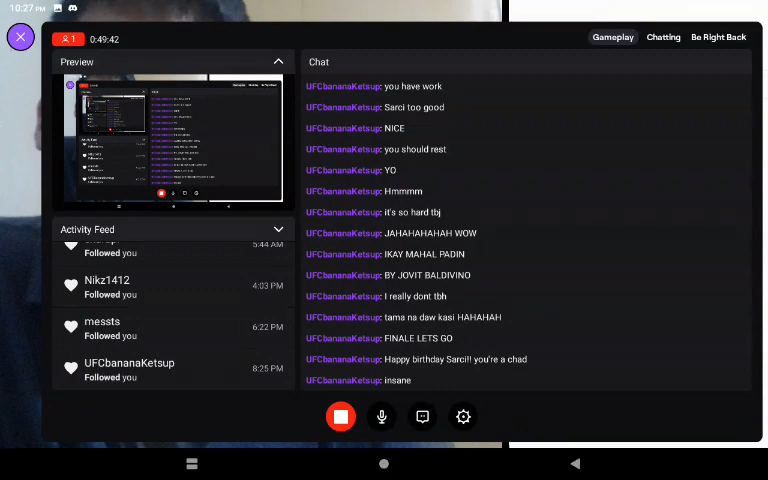 10:27 PM
1
0:49:42
Gameplay
Chatting
Be Right Back
Preview
Activity Feed
5:44 AM
Followed you
Nikz1412
Followed you
4:03 PM
messts
Followed you
6:22 PM
UFCbananaKetsup
Followed you
8:25 PM
Chat
UFCbananaKetsup: you have work
UFCbananaKetsup: Sarci too good
UFCbananaKetsup: NICE
UFCbananaKetsup: you should rest
UFCbananaKetsup: YO
UFCbananaKetsup: Hmmmm
UFCbananaKetsup: it's so hard tbj
UFCbananaKetsup: JAHAHAHAHAH WOW
UFCbananaKetsup: IKAY MAHAL PADIN
UFCbananaKetsup: BY JOVIT BALDIVINO
UFCbananaKetsup: I really dont tbh
UFCbananaKetsup: tama na daw kasi HAHAHAH
UFCbananaKetsup: FINALE LETS GO
UFCbananaKetsup: Happy birthday Sarci!! you're a chad
UFCbananaKetsup: insane